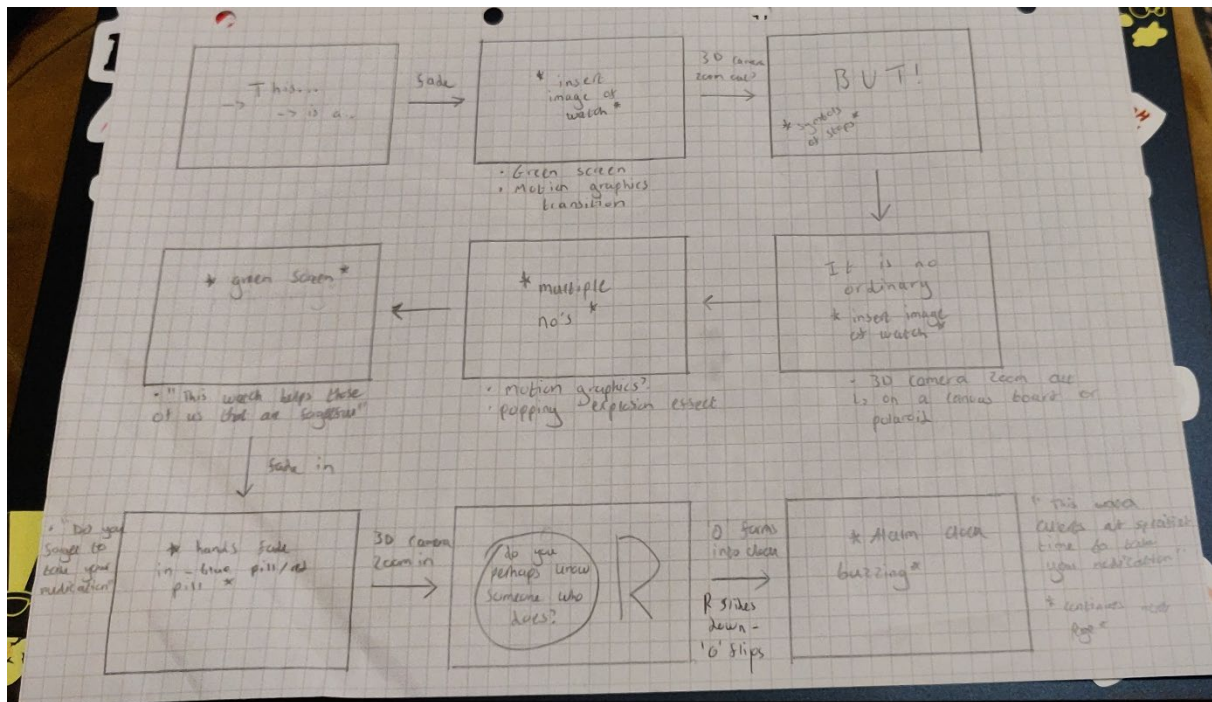 → This...
→ is a..
fade
* insert
image of
watch *
• Green screen
• Motion graphics
transition
3D camera
zoom out
BUT!
* symbols
of stops *
It is no
ordinary
* insert image
of watch *
• 3D camera zoom out
↳ on a canvas board or
polaroid
* multiple
no's *
• Motion graphics?
• popping explosion effect
* green screen *
• "This watch helps those
of us that are forgetful"
fade in
• "Do you
forget to
take your
medication"
* hands fade
in - blue pill/red
pill *
3D camera
zoom in
do you
perhaps know
someone who
does?
R
O forms
into clock
R slides
down -
'O' flips
* Alarm clock
buzzing *
"This watch
alerts at specific
time to take
you medication"
* continues next
page *